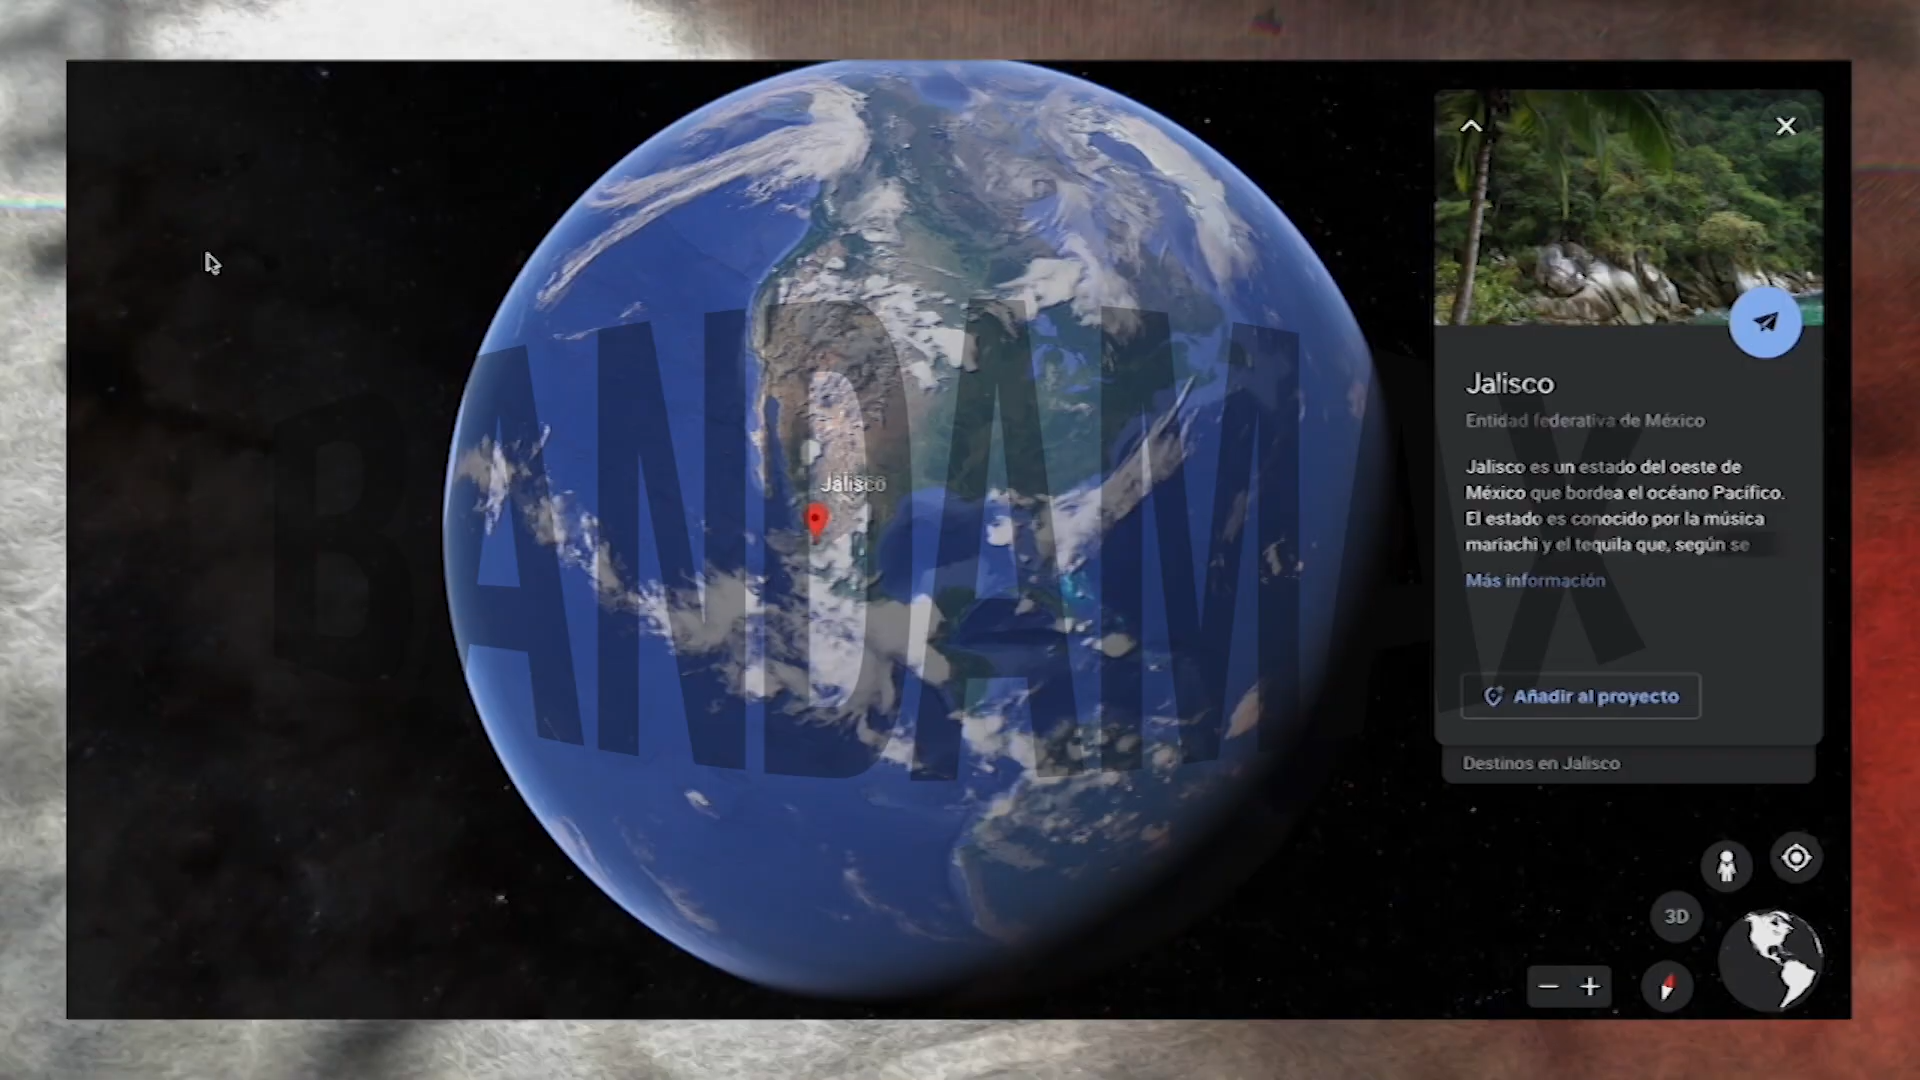 BANDAMAX
Jalisco
Jalisco
Entidad federativa de México
Jalisco es un estado del oeste de
México que bordea el océano Pacífico.
El estado es conocido por la música
mariachi y el tequila que, según se
Más información
Añadir al proyecto
Destinos en Jalisco
3D